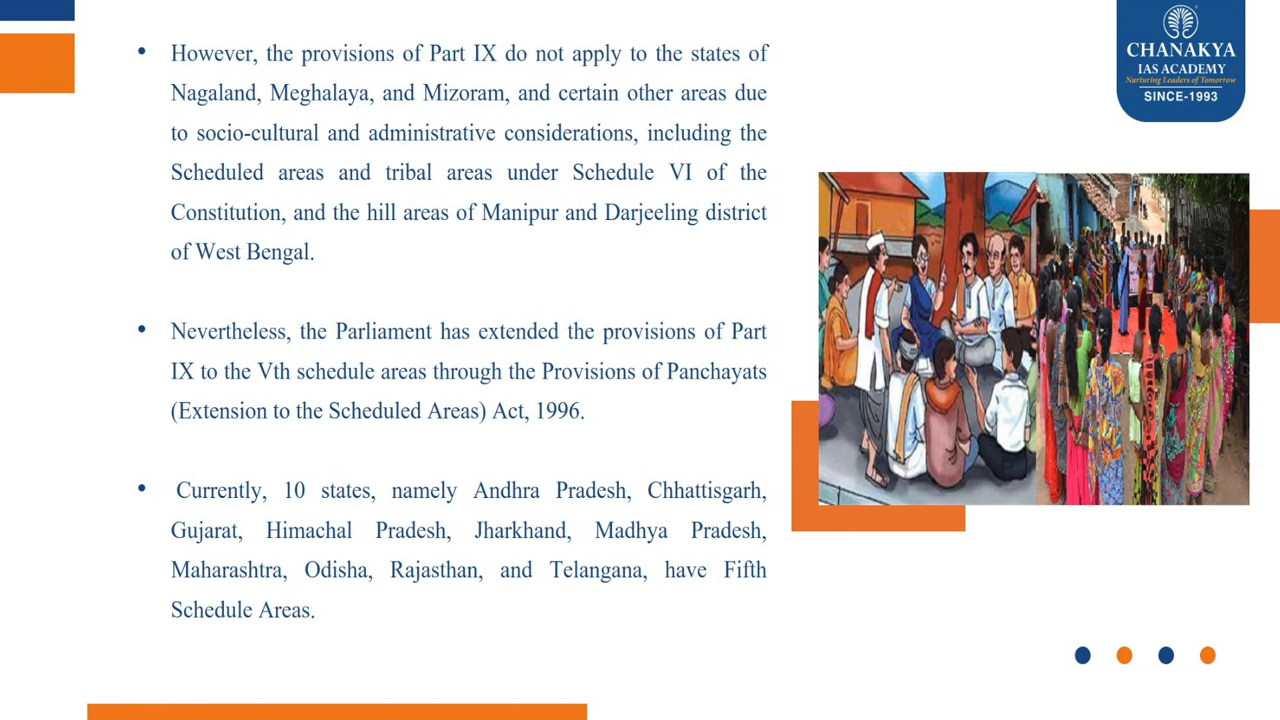 • However, the provisions of Part IX do not apply to the states of
Nagaland, Meghalaya, and Mizoram, and certain other areas due
to socio-cultural and administrative considerations, including the
Scheduled areas and tribal areas under Schedule VI of the
Constitution, and the hill areas of Manipur and Darjeeling district
of West Bengal.
• Nevertheless, the Parliament has extended the provisions of Part
IX to the Vth schedule areas through the Provisions of Panchayats
(Extension to the Scheduled Areas) Act, 1996.
• Currently, 10 states, namely Andhra Pradesh, Chhattisgarh,
Gujarat, Himachal Pradesh, Jharkhand, Madhya Pradesh,
Maharashtra, Odisha, Rajasthan, and Telangana, have Fifth
Schedule Areas.
CHANAKYA
IAS ACADEMY
Nurturing Leaders of Tomorrow
SINCE-1993